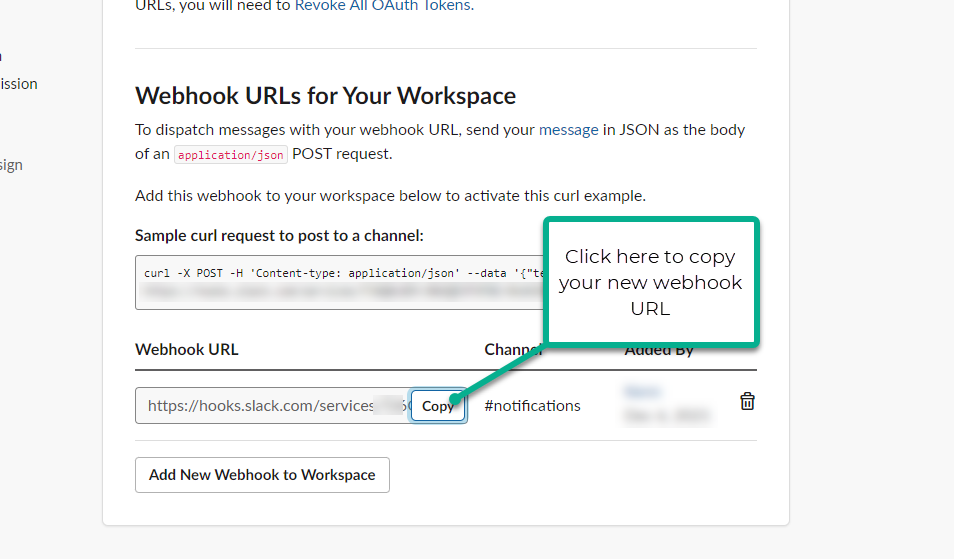 URLs, you will need to Revoke All OAuth Tokens.
ission
sign
Webhook URLs for Your Workspace
To dispatch messages with your webhook URL, send your message in JSON as the body
of an application/json POST request.
Add this webhook to your workspace below to activate this curl example.
Sample curl request to post to a channel:
curl -X POST -H 'Content-type: application/json' --data '{"te
Click here to copy
your new webhook
URL
Webhook URL Channel Added By
https://hooks.slack.com/services Copy #notifications
Add New Webhook to Workspace